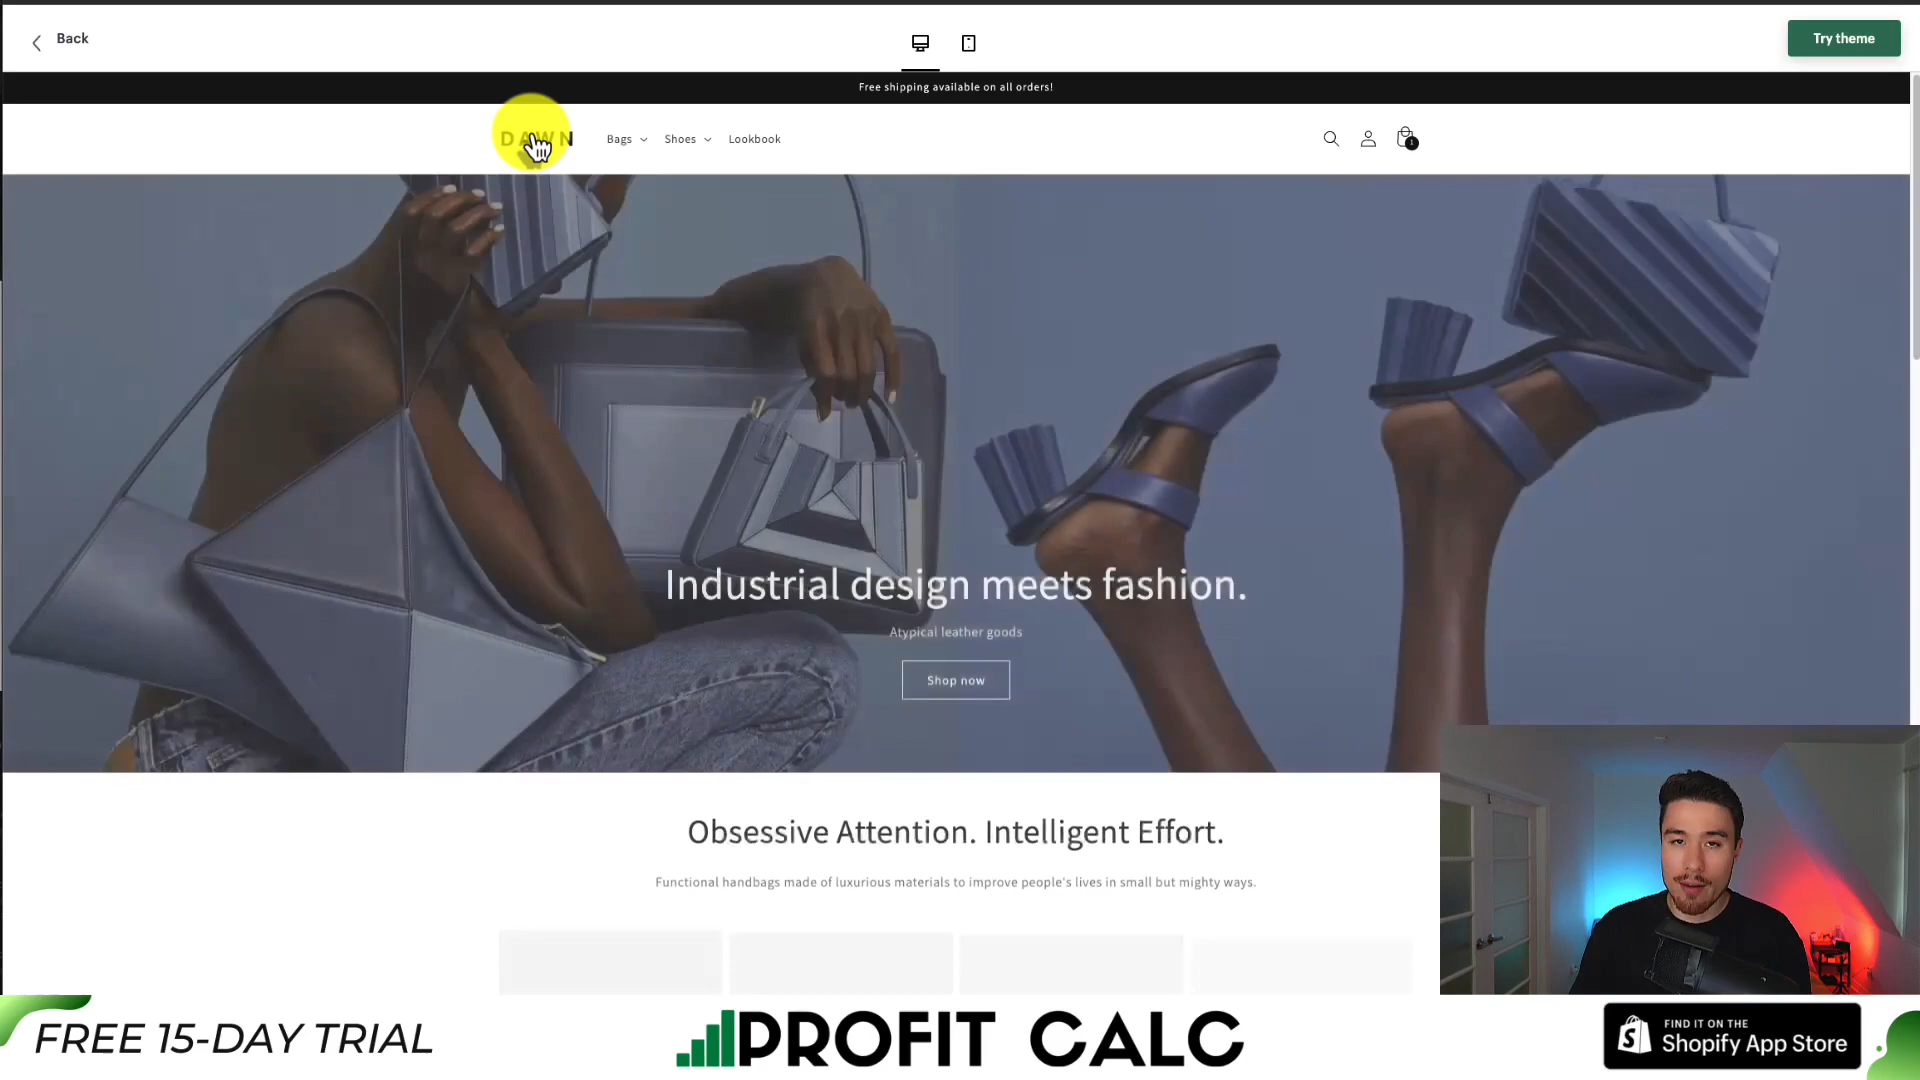 Back
Try theme
Free shipping available on all orders!
DAWN
Bags
Shoes
Lookbook
1
Industrial design meets fashion.
Atypical leather goods
Shop now
Obsessive Attention. Intelligent Effort.
Functional handbags made of luxurious materials to improve people's lives in small but mighty ways.
FREE 15-DAY TRIAL
PROFIT CALC
FIND IT ON THE
Shopify App Store